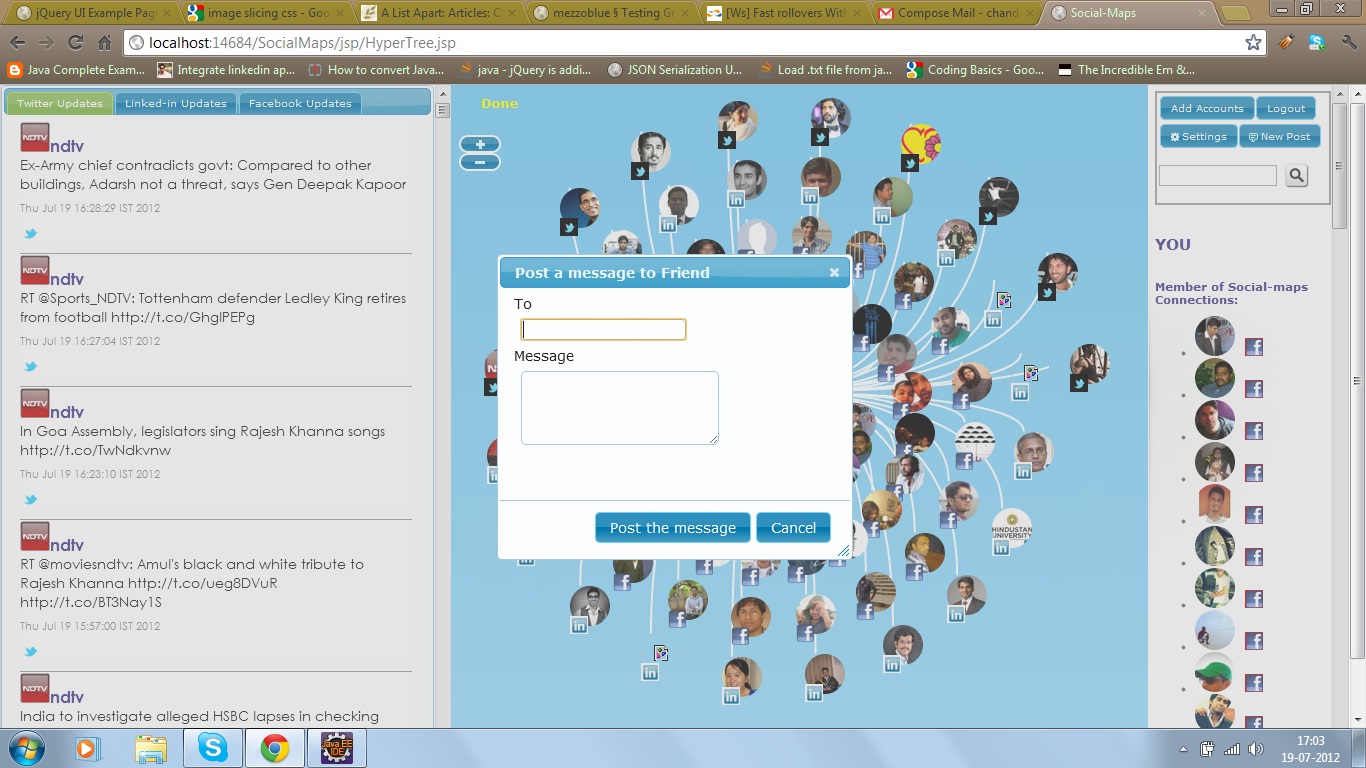 jQuery UI Example Page
image slicing css - Goo
A List Apart: Articles: C
mezzoblue § Testing Gr
[Ws] Fast rollovers With
Compose Mail - chand
Social-Maps
localhost:14684/SocialMaps/jsp/HyperTree.jsp
Java Complete Exam...
Integrate linkedin ap...
How to convert Java...
java - jQuery is addi...
JSON Serialization U...
Load .txt file from ja...
Coding Basics - Goo...
The Incredible Em &...
Twitter Updates
Linked-in Updates
Facebook Updates
NDTV
ndtv
Ex-Army chief contradicts govt: Compared to other
buildings, Adarsh not a threat, says Gen Deepak Kapoor
Thu Jul 19 16:28:29 IST 2012
NDTV
ndtv
RT @Sports_NDTV: Tottenham defender Ledley King retires
from football http://t.co/GhglPEPg
Thu Jul 19 16:27:04 IST 2012
NDTV
ndtv
In Goa Assembly, legislators sing Rajesh Khanna songs
http://t.co/TwNdkvnw
Thu Jul 19 16:23:10 IST 2012
NDTV
ndtv
RT @moviesndtv: Amul's black and white tribute to
Rajesh Khanna http://t.co/ueg8DVuR
http://t.co/BT3Nay1S
Thu Jul 19 15:57:00 IST 2012
NDTV
ndtv
India to investigate alleged HSBC lapses in checking
Done
+
−
Post a message to Friend
To
Message
Post the message
Cancel
HINDUSTAN
UNIVERSITY
Add Accounts
Logout
Settings
New Post
YOU
Member of Social-maps
Connections:
Java EE
IDE
17:03
19-07-2012